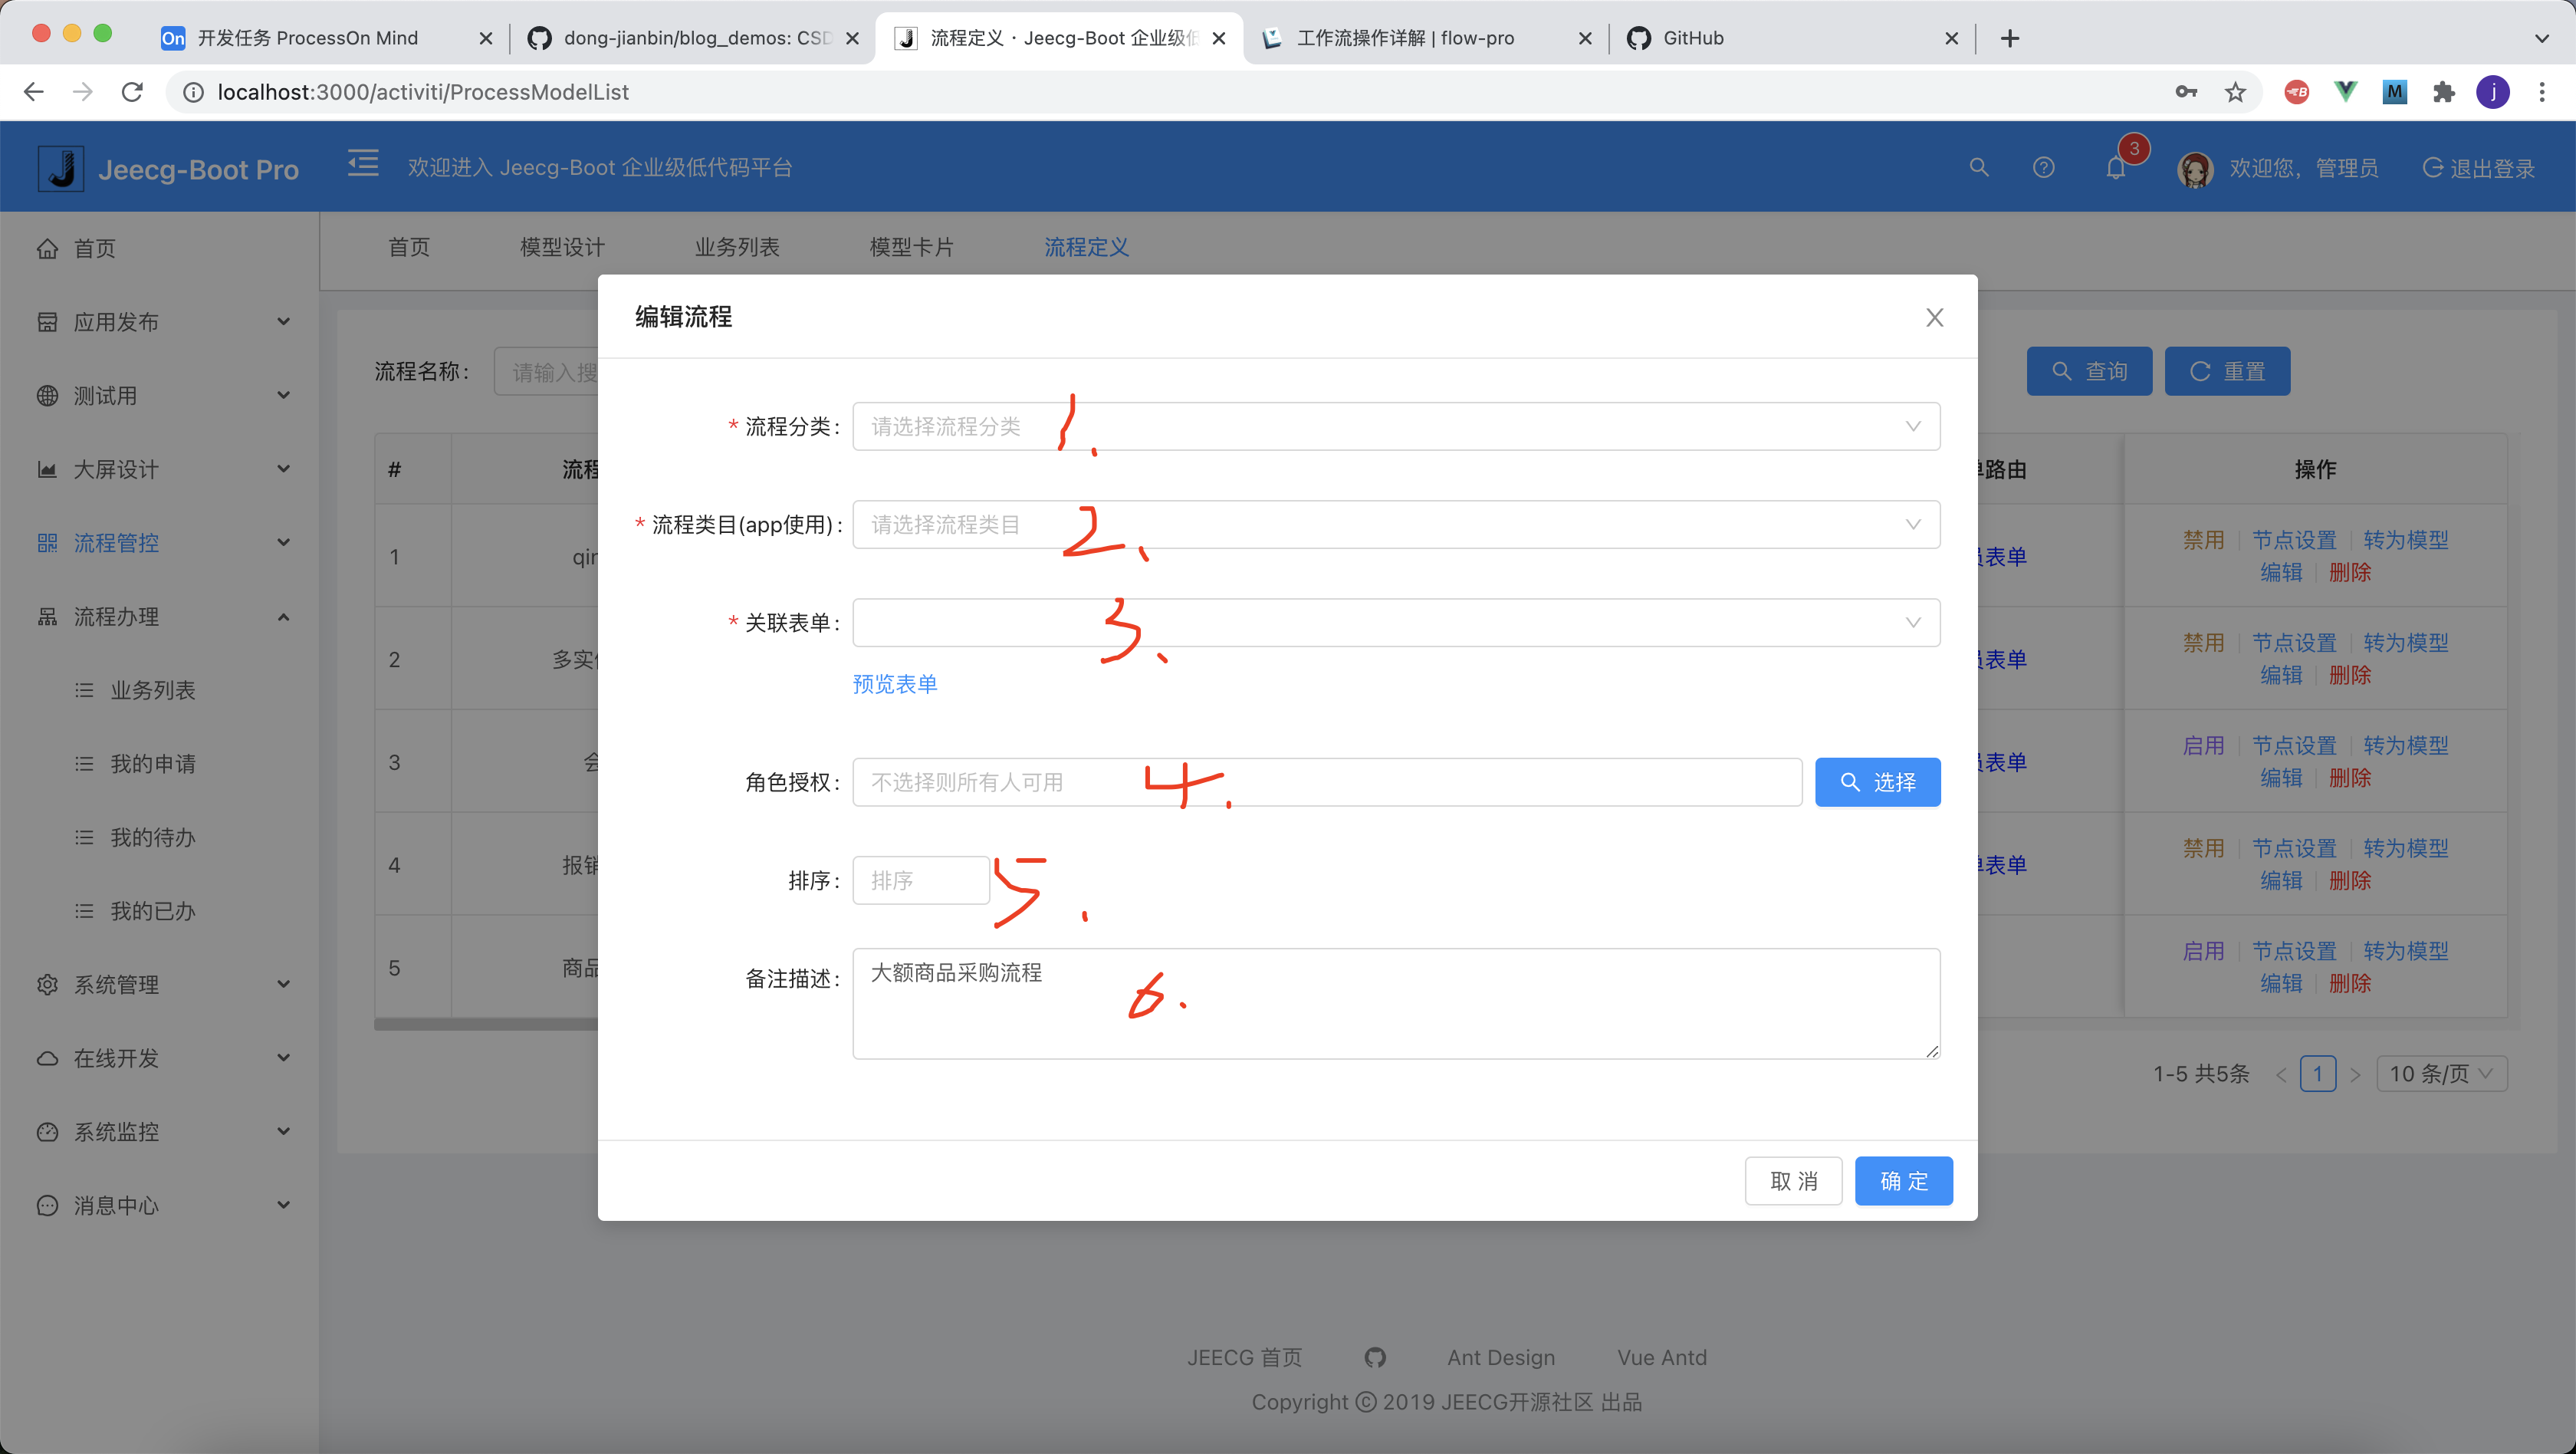 On 开发任务 ProcessOn Mind
dong-jianbin/blog_demos: CSD
流程定义 · Jeecg-Boot 企业级低
工作流操作详解 | flow-pro
GitHub
localhost:3000/activiti/ProcessModelList
M
j
Jeecg-Boot Pro
欢迎进入 Jeecg-Boot 企业级低代码平台
3
欢迎您，管理员
退出登录
首页
应用发布
测试用
大屏设计
流程管控
流程办理
业务列表
我的申请
我的待办
我的已办
系统管理
在线开发
系统监控
消息中心
首页 模型设计 业务列表 模型卡片 流程定义
流程名称：
请输入搜
查询
重置
# 流程 路由 操作
1 qin 表单 禁用 节点设置 转为模型
编辑 删除
2 多实 表单 禁用 节点设置 转为模型
编辑 删除
3 会 表单 启用 节点设置 转为模型
编辑 删除
4 报销 表单 禁用 节点设置 转为模型
编辑 删除
5 商品 启用 节点设置 转为模型
编辑 删除
1-5 共5条 < 1 > 10 条/页
编辑流程
* 流程分类： 请选择流程分类 1.
* 流程类目(app使用)： 请选择流程类目 2、
* 关联表单： 3、
预览表单
角色授权： 不选择则所有人可用 4. 选择
排序： 排序 5.
备注描述： 大额商品采购流程 6.
取 消 确 定
JEECG 首页 Ant Design Vue Antd
Copyright © 2019 JEECG开源社区 出品